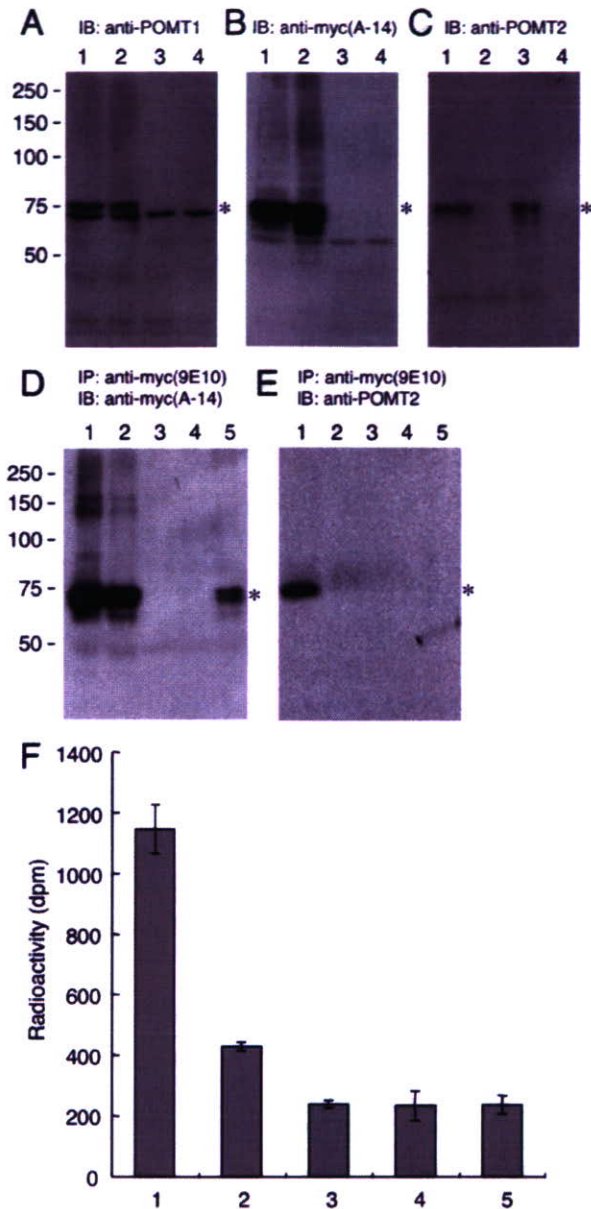 A IB: anti-POMT1 B IB: anti-myc(A-14) C IB: anti-POMT2
1 2 3 4 1 2 3 4 1 2 3 4
250 -
150 -
100 -
75 - * * *
50 -
D IP: anti-myc(9E10) E IP: anti-myc(9E10)
IB: anti-myc(A-14) IB: anti-POMT2
1 2 3 4 5 1 2 3 4 5
250 -
150 -
100 -
75 - * *
50 -
F
1400
1200
1000
800
600
400
200
0
Radioactivity (dpm)
1 2 3 4 5